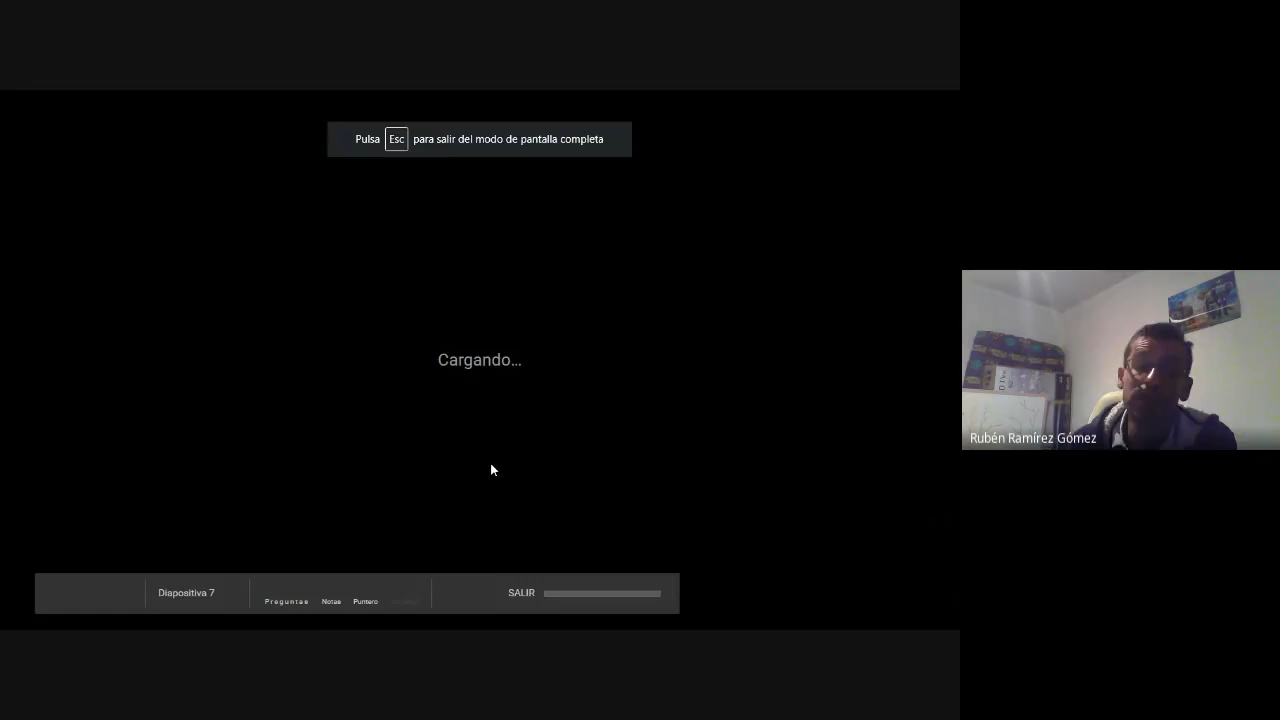 Pulsa Esc para salir del modo de pantalla completa
Cargando...
Rubén Ramírez Gómez
Diapositiva 7
Preguntas Notas Puntero
SALIR